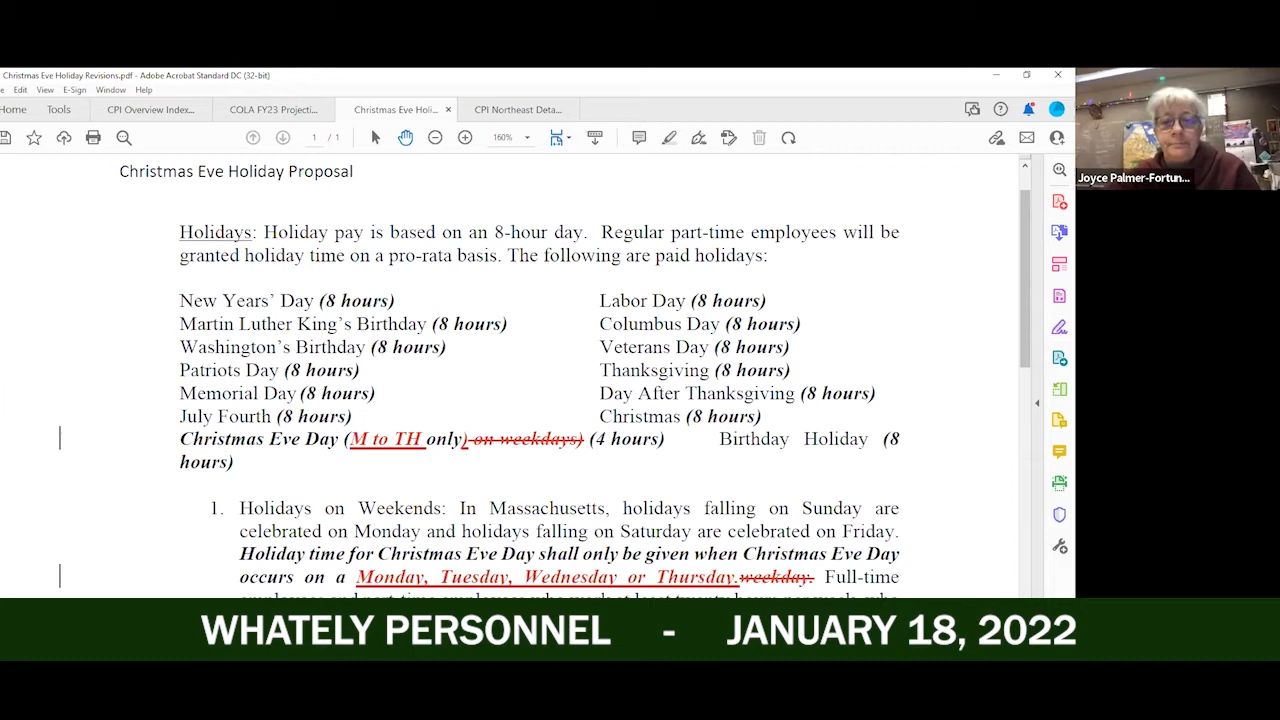 Christmas Eve Holiday Revisions.pdf - Adobe Acrobat Standard DC (32-bit)
Edit View E-Sign Window Help
Home Tools CPI Overview Index... COLA FY23 Projecti... Christmas Eve Holi... CPI Northeast Deta...
1 / 1 160%
Christmas Eve Holiday Proposal
Joyce Palmer-Fortun...
Holidays: Holiday pay is based on an 8-hour day. Regular part-time employees will be
granted holiday time on a pro-rata basis. The following are paid holidays:
New Years’ Day (8 hours) Labor Day (8 hours)
Martin Luther King’s Birthday (8 hours) Columbus Day (8 hours)
Washington’s Birthday (8 hours) Veterans Day (8 hours)
Patriots Day (8 hours) Thanksgiving (8 hours)
Memorial Day (8 hours) Day After Thanksgiving (8 hours)
July Fourth (8 hours) Christmas (8 hours)
Christmas Eve Day (M to TH only) on weekdays) (4 hours) Birthday Holiday (8
hours)
1. Holidays on Weekends: In Massachusetts, holidays falling on Sunday are
celebrated on Monday and holidays falling on Saturday are celebrated on Friday.
Holiday time for Christmas Eve Day shall only be given when Christmas Eve Day
occurs on a Monday, Tuesday, Wednesday or Thursday.weekday. Full-time
WHATELY PERSONNEL - JANUARY 18, 2022